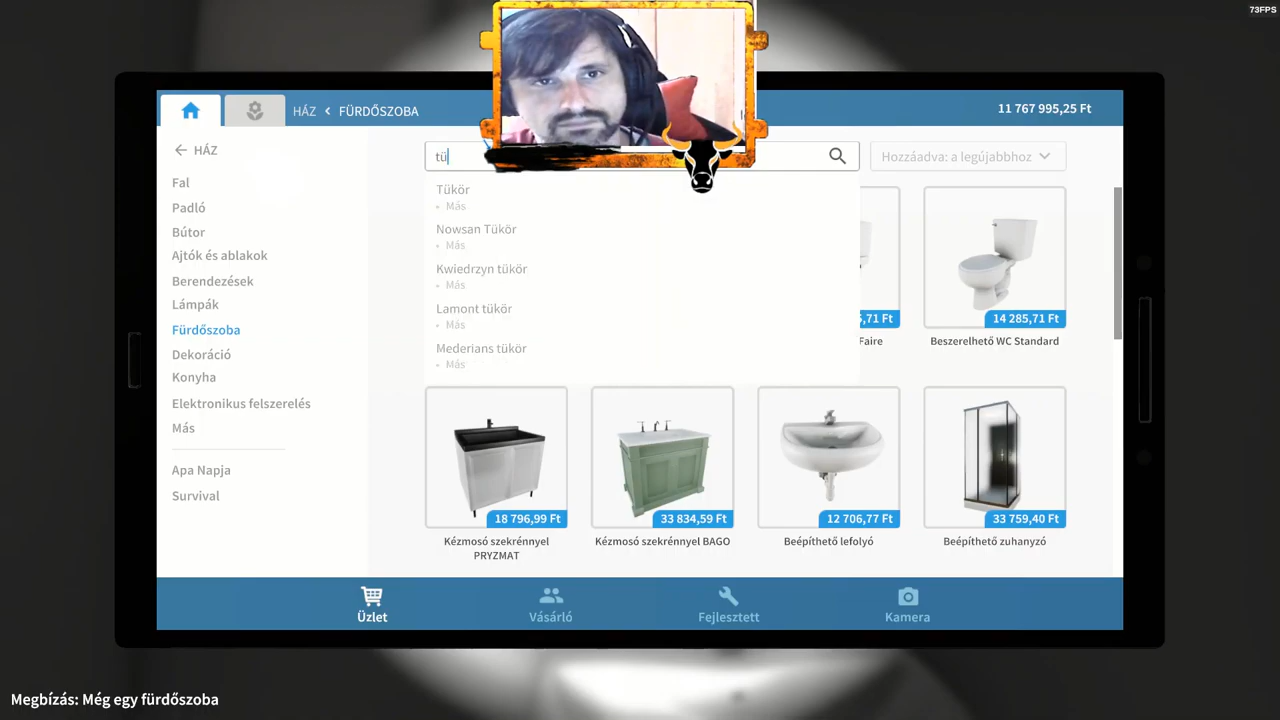 73FPS
HÁZ < FÜRDŐSZOBA
11 767 995,25 Ft
← HÁZ
Fal
Padló
Bútor
Ajtók és ablakok
Berendezések
Lámpák
Fürdőszoba
Dekoráció
Konyha
Elektronikus felszerelés
Más
Apa Napja
Survival
tü
Hozzáadva: a legújabbhoz
Tükör
• Más
Nowsan Tükör
• Más
Kwiedrzyn tükör
• Más
Lamont tükör
• Más
Mederians tükör
• Más
,71 Ft
Faire
14 285,71 Ft
Beszerelhető WC Standard
18 796,99 Ft
Kézmosó szekrénnyel
PRYZMAT
33 834,59 Ft
Kézmosó szekrénnyel BAGO
12 706,77 Ft
Beépíthető lefolyó
33 759,40 Ft
Beépíthető zuhanyzó
Üzlet
Vásárló
Fejlesztett
Kamera
Megbízás: Még egy fürdőszoba